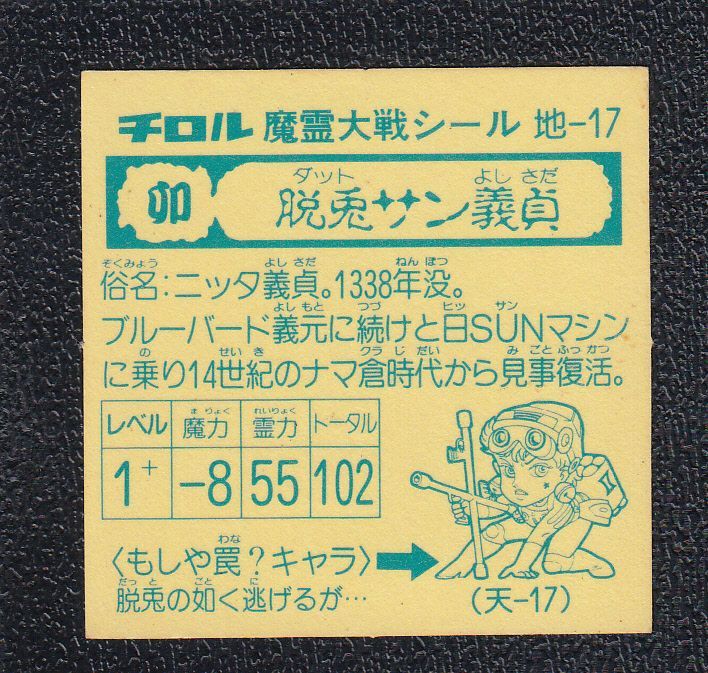 チロル 魔霊大戦シール 地-17
ダット よしさだ
卯 脱兎サン義貞
ぞくみょう よしさだ ねんぼつ
俗名:ニッタ義貞。1338年没。
よしもと つづ ヒッ サン
ブルーバード義元に続けと日SUNマシン
の せいき クラじだい みごとふっかつ
に乗り14世紀のナマ倉時代から見事復活。
レベル 魔力 霊力 トータル
まりょく れいりょく
1+ -8 55 102
わな
〈もしや罠?キャラ〉
だっと ごと に
脱兎の如く逃げるが…
(天-17)